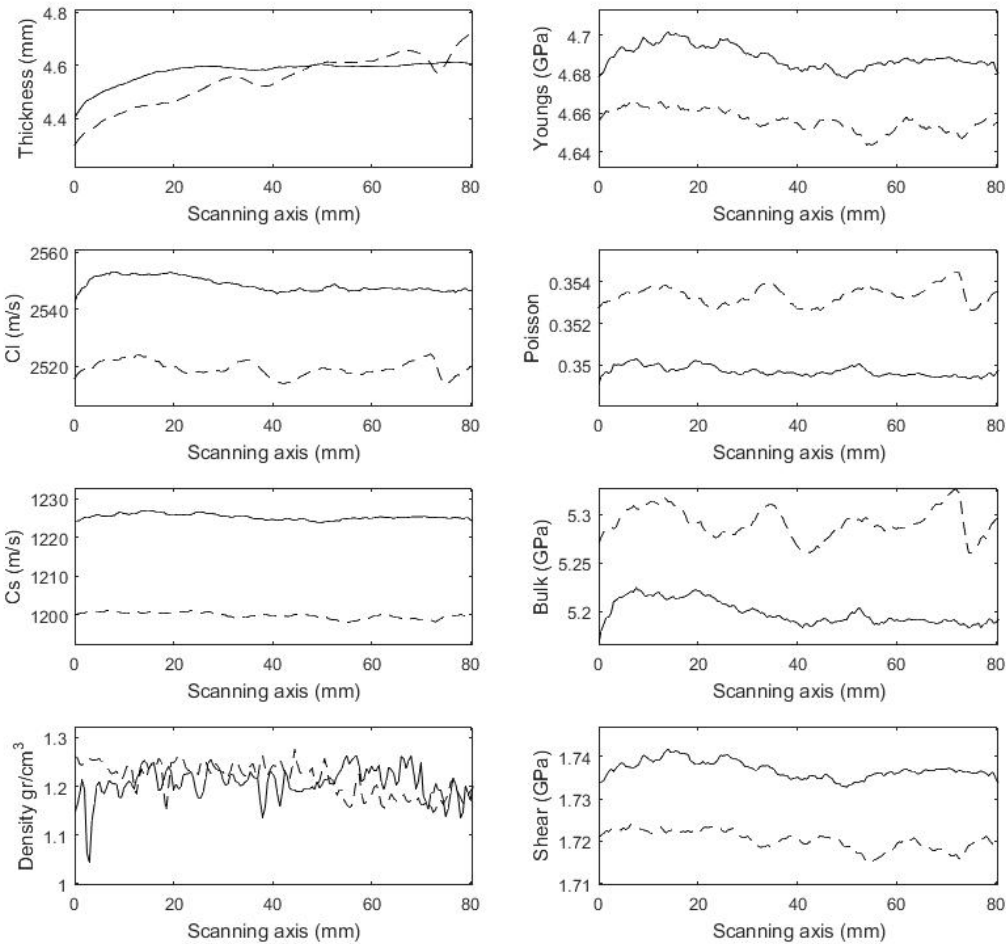 4.8
4.6
4.4
Thickness (mm)
0 20 40 60 80
Scanning axis (mm)
4.7
4.68
4.66
4.64
Youngs (GPa)
0 20 40 60 80
Scanning axis (mm)
2560
2540
2520
Cl (m/s)
0 20 40 60 80
Scanning axis (mm)
0.354
0.352
0.35
Poisson
0 20 40 60 80
Scanning axis (mm)
1230
1220
1210
1200
Cs (m/s)
0 20 40 60 80
Scanning axis (mm)
5.3
5.25
5.2
Bulk (GPa)
0 20 40 60 80
Scanning axis (mm)
1.3
1.2
1.1
1
Density gr/cm³
0 20 40 60 80
Scanning axis (mm)
1.74
1.73
1.72
1.71
Shear (GPa)
0 20 40 60 80
Scanning axis (mm)